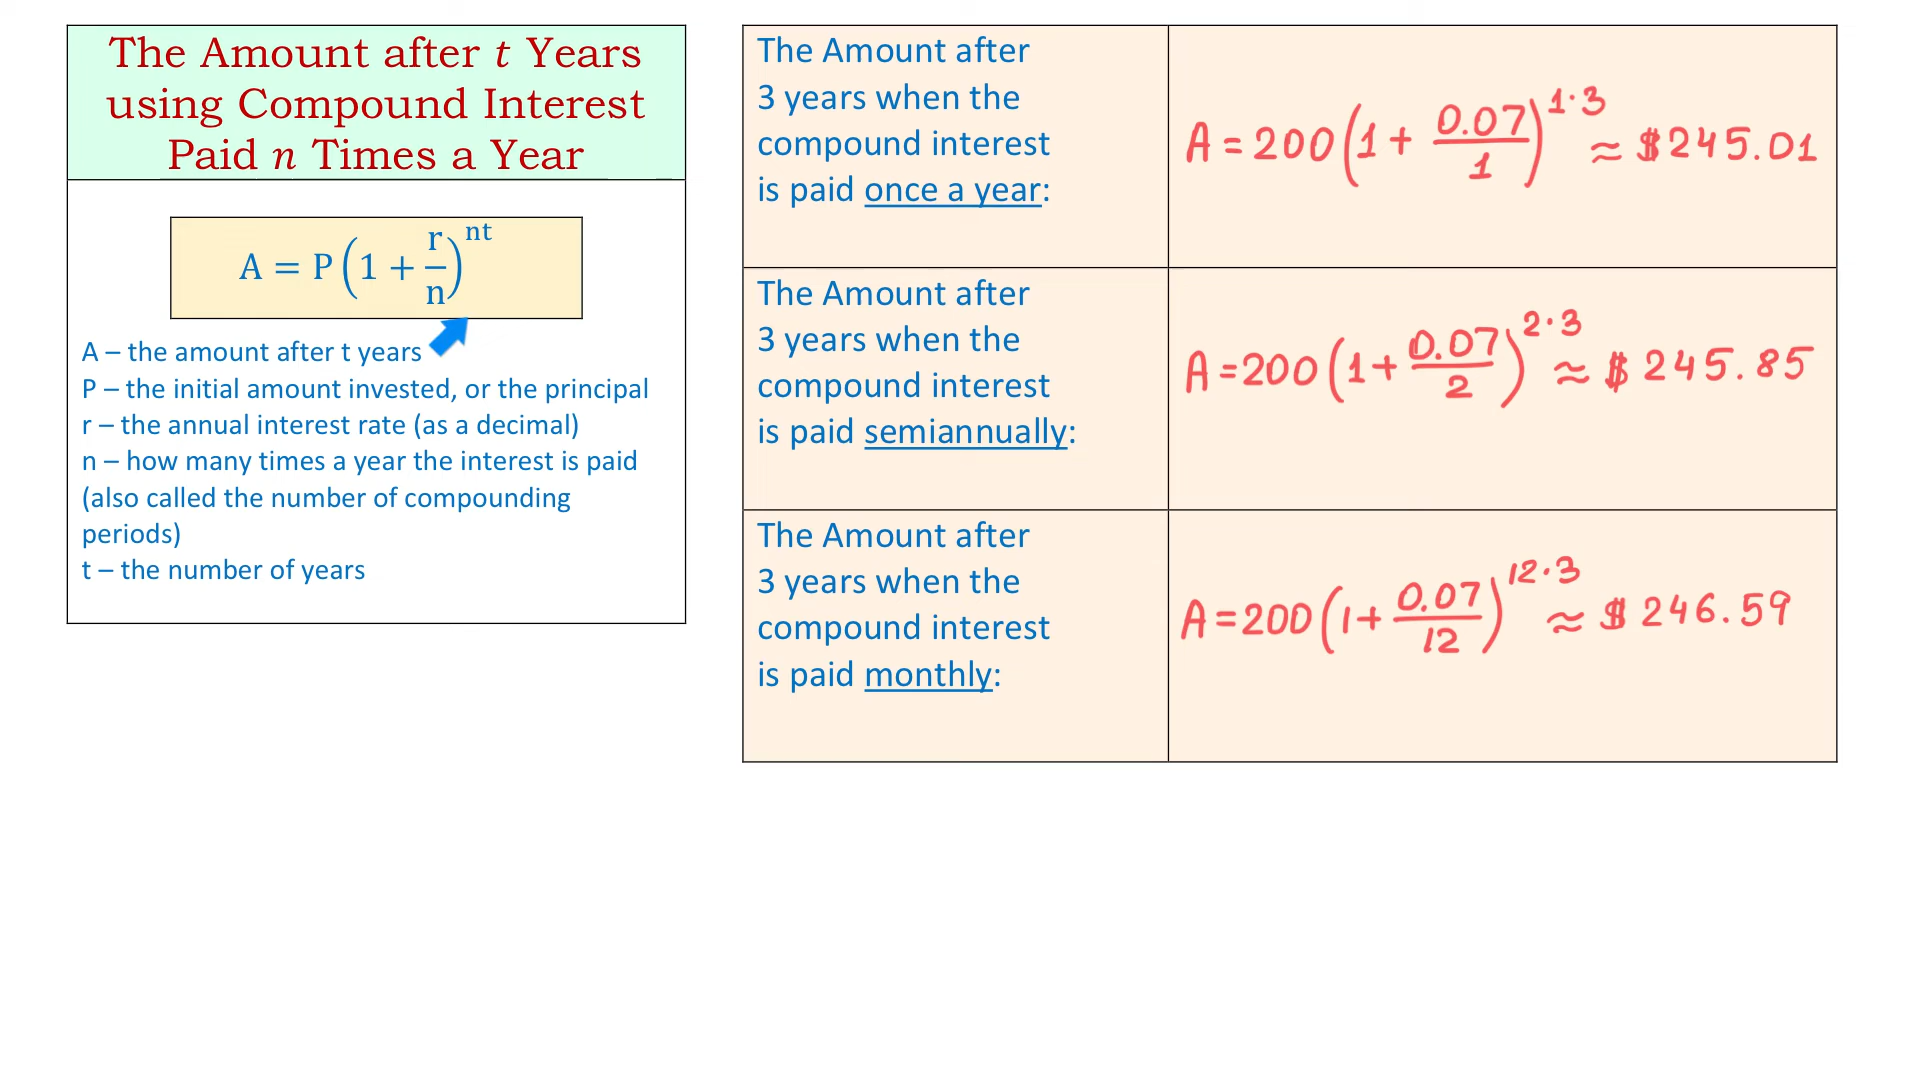 The Amount after t Years
using Compound Interest
Paid n Times a Year
A = P(1 + r/n)^nt
A – the amount after t years
P – the initial amount invested, or the principal
r – the annual interest rate (as a decimal)
n – how many times a year the interest is paid
(also called the number of compounding
periods)
t – the number of years
The Amount after
3 years when the
compound interest
is paid once a year:
A = 200(1 + 0.07/1)^1·3 ≈ $245.01
The Amount after
3 years when the
compound interest
is paid semiannually:
A = 200(1 + 0.07/2)^2·3 ≈ $245.85
The Amount after
3 years when the
compound interest
is paid monthly:
A = 200(1 + 0.07/12)^12·3 ≈ $246.59